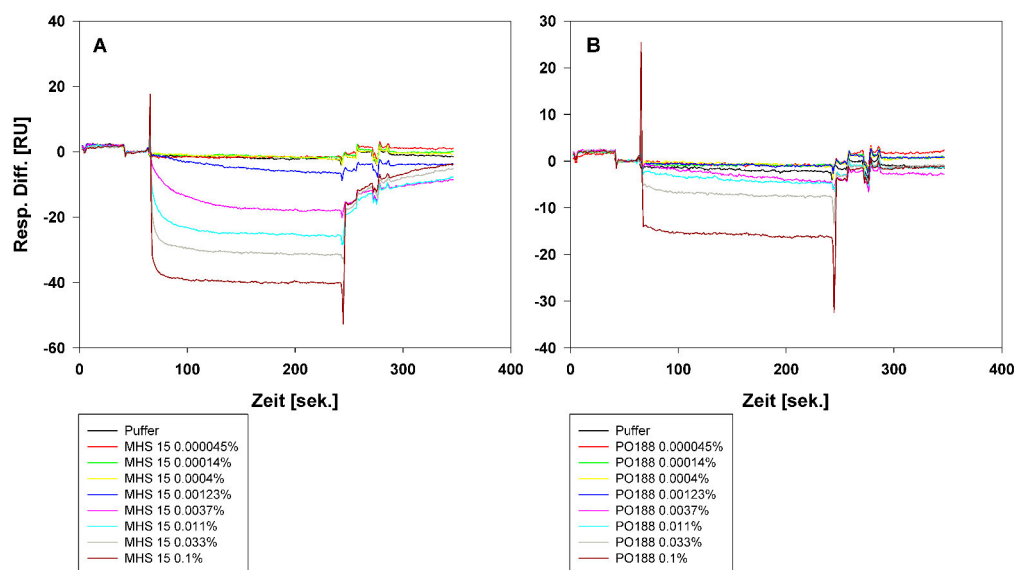 A
Resp. Diff. [RU]
40
20
0
-20
-40
-60
0
100
200
300
400
Zeit [sek.]
Puffer
MHS 15 0.000045%
MHS 15 0.00014%
MHS 15 0.0004%
MHS 15 0.00123%
MHS 15 0.0037%
MHS 15 0.011%
MHS 15 0.033%
MHS 15 0.1%
B
30
20
10
0
-10
-20
-30
-40
0
100
200
300
400
Zeit [sek.]
Puffer
PO188 0.000045%
PO188 0.00014%
PO188 0.0004%
PO188 0.00123%
PO188 0.0037%
PO188 0.011%
PO188 0.033%
PO188 0.1%